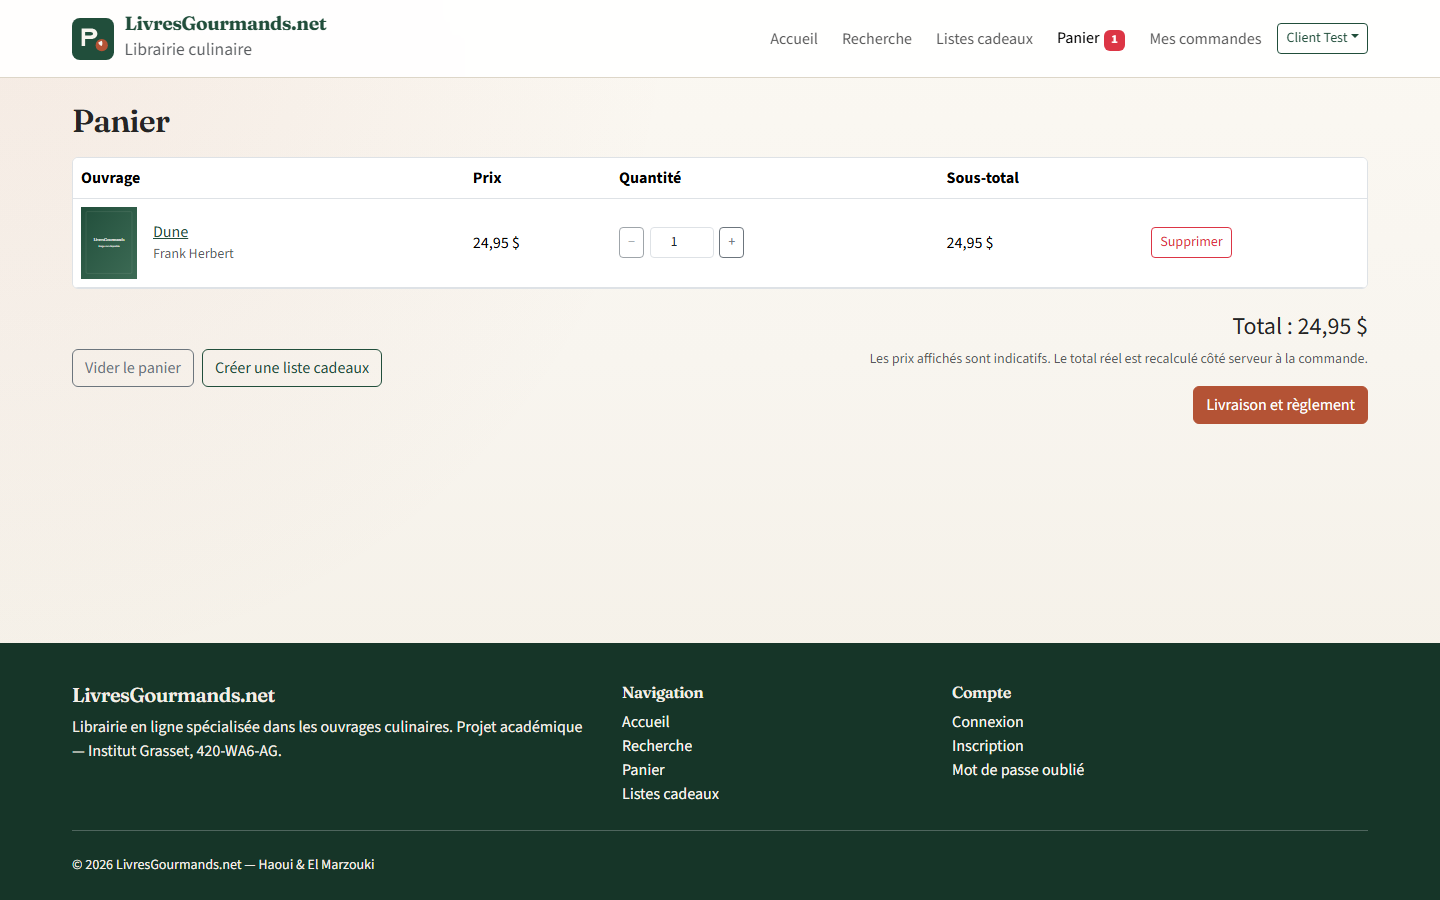 LivresGourmands.net
Librairie culinaire
Accueil Recherche Listes cadeaux Panier 1 Mes commandes Client Test
Panier
Ouvrage Prix Quantité Sous-total
LivresGourmands
Dune
Frank Herbert
24,95 $ − 1 + 24,95 $ Supprimer
Total : 24,95 $
Les prix affichés sont indicatifs. Le total réel est recalculé côté serveur à la commande.
Vider le panier Créer une liste cadeaux
Livraison et règlement
LivresGourmands.net
Librairie en ligne spécialisée dans les ouvrages culinaires. Projet académique
— Institut Grasset, 420-WA6-AG.
Navigation
Accueil
Recherche
Panier
Listes cadeaux
Compte
Connexion
Inscription
Mot de passe oublié
© 2026 LivresGourmands.net — Haoui & El Marzouki